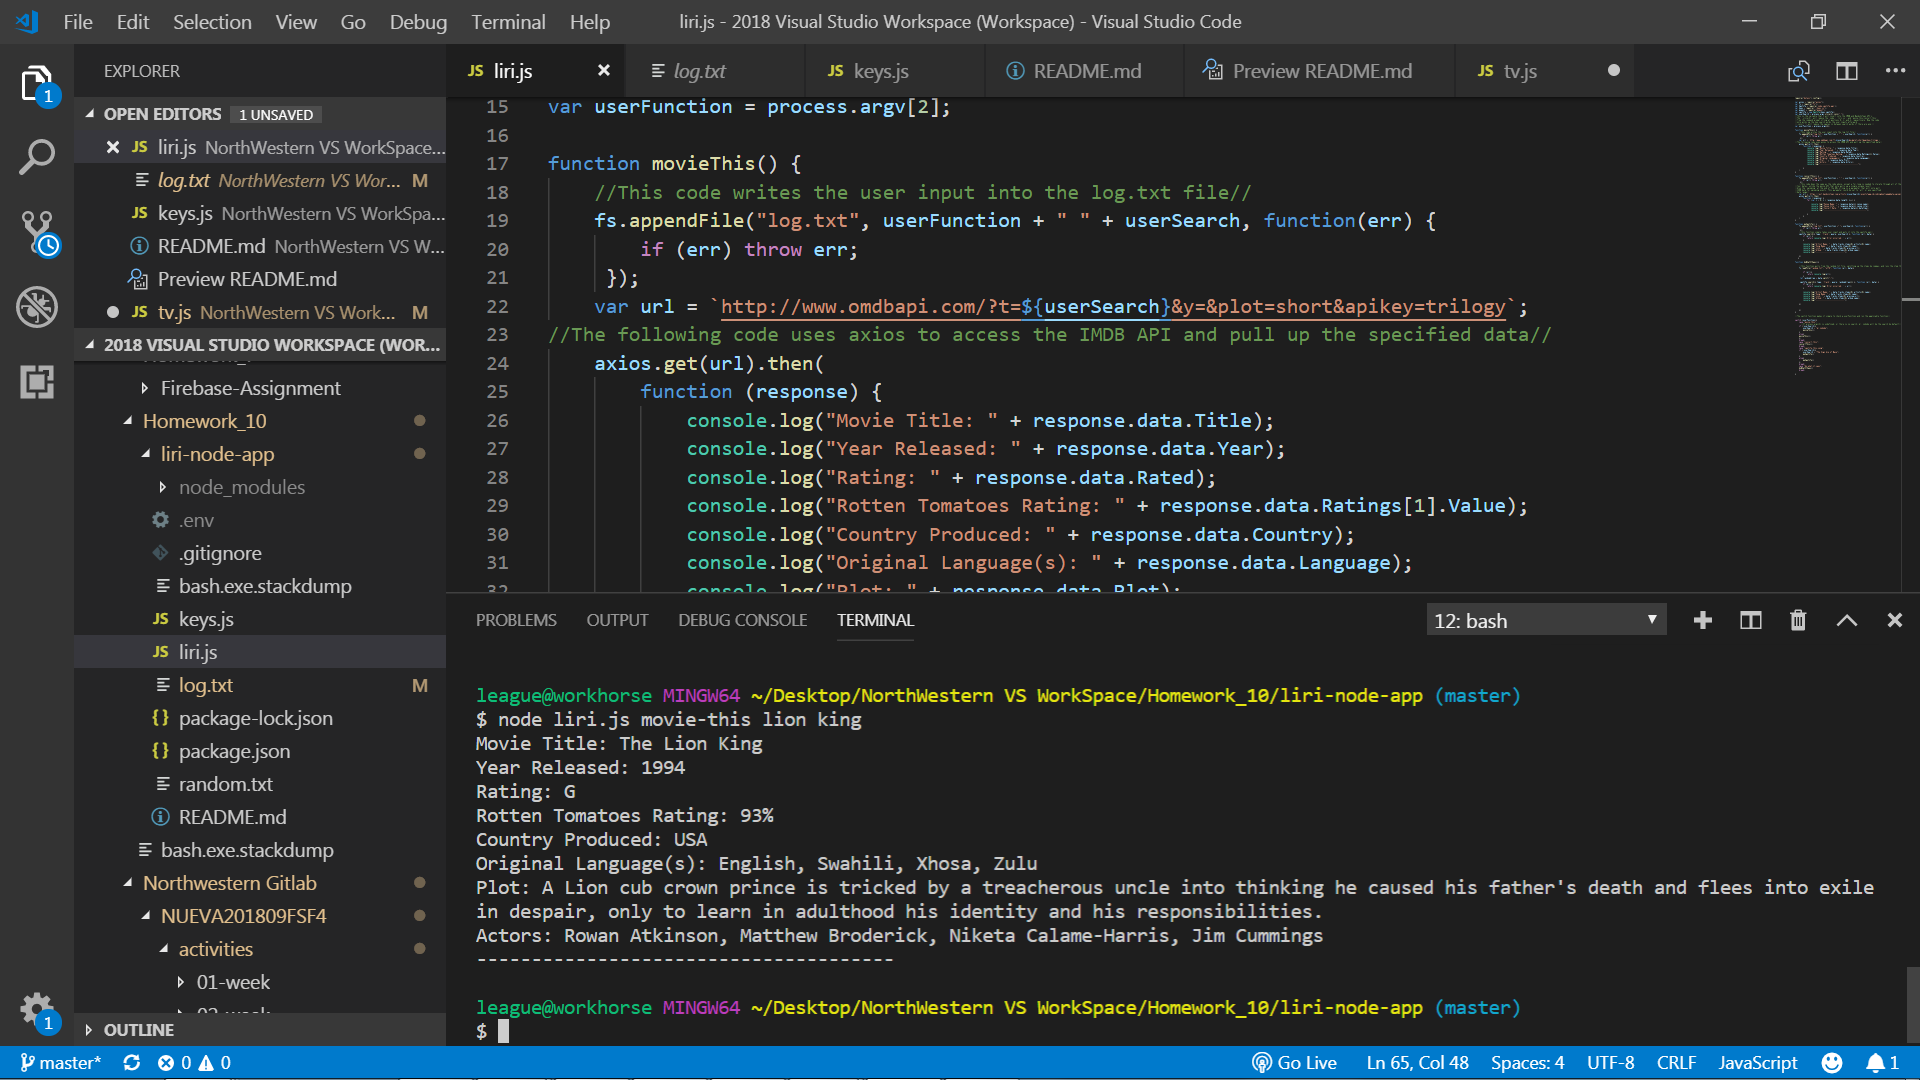 File Edit Selection View Go Debug Terminal Help liri.js - 2018 Visual Studio Workspace (Workspace) - Visual Studio Code
EXPLORER
1
OPEN EDITORS 1 UNSAVED
JS liri.js NorthWestern VS WorkSpace...
log.txt NorthWestern VS Wor... M
JS keys.js NorthWestern VS WorkSpa...
README.md NorthWestern VS W...
Preview README.md
JS tv.js NorthWestern VS Work... M
2018 VISUAL STUDIO WORKSPACE (WOR...
Firebase-Assignment
Homework_10
liri-node-app
node_modules
.env
.gitignore
bash.exe.stackdump
JS keys.js
JS liri.js
log.txt M
{} package-lock.json
{} package.json
random.txt
README.md
bash.exe.stackdump
Northwestern Gitlab
NUEVA201809FSF4
activities
01-week
OUTLINE
1
JS liri.js log.txt JS keys.js README.md Preview README.md JS tv.js
15 var userFunction = process.argv[2];
16
17 function movieThis() {
18 //This code writes the user input into the log.txt file//
19 fs.appendFile("log.txt", userFunction + " " + userSearch, function(err) {
20 if (err) throw err;
21 });
22 var url = `http://www.omdbapi.com/?t=${userSearch}&y=&plot=short&apikey=trilogy`;
23 //The following code uses axios to access the IMDB API and pull up the specified data//
24 axios.get(url).then(
25 function (response) {
26 console.log("Movie Title: " + response.data.Title);
27 console.log("Year Released: " + response.data.Year);
28 console.log("Rating: " + response.data.Rated);
29 console.log("Rotten Tomatoes Rating: " + response.data.Ratings[1].Value);
30 console.log("Country Produced: " + response.data.Country);
31 console.log("Original Language(s): " + response.data.Language);
32 console.log("Plot: " + response.data.Plot);
PROBLEMS OUTPUT DEBUG CONSOLE TERMINAL 12: bash
league@workhorse MINGW64 ~/Desktop/NorthWestern VS WorkSpace/Homework_10/liri-node-app (master)
$ node liri.js movie-this lion king
Movie Title: The Lion King
Year Released: 1994
Rating: G
Rotten Tomatoes Rating: 93%
Country Produced: USA
Original Language(s): English, Swahili, Xhosa, Zulu
Plot: A Lion cub crown prince is tricked by a treacherous uncle into thinking he caused his father's death and flees into exile
in despair, only to learn in adulthood his identity and his responsibilities.
Actors: Rowan Atkinson, Matthew Broderick, Niketa Calame-Harris, Jim Cummings
--------------------------------------
league@workhorse MINGW64 ~/Desktop/NorthWestern VS WorkSpace/Homework_10/liri-node-app (master)
$
master* 0 0 Go Live Ln 65, Col 48 Spaces: 4 UTF-8 CRLF JavaScript 1